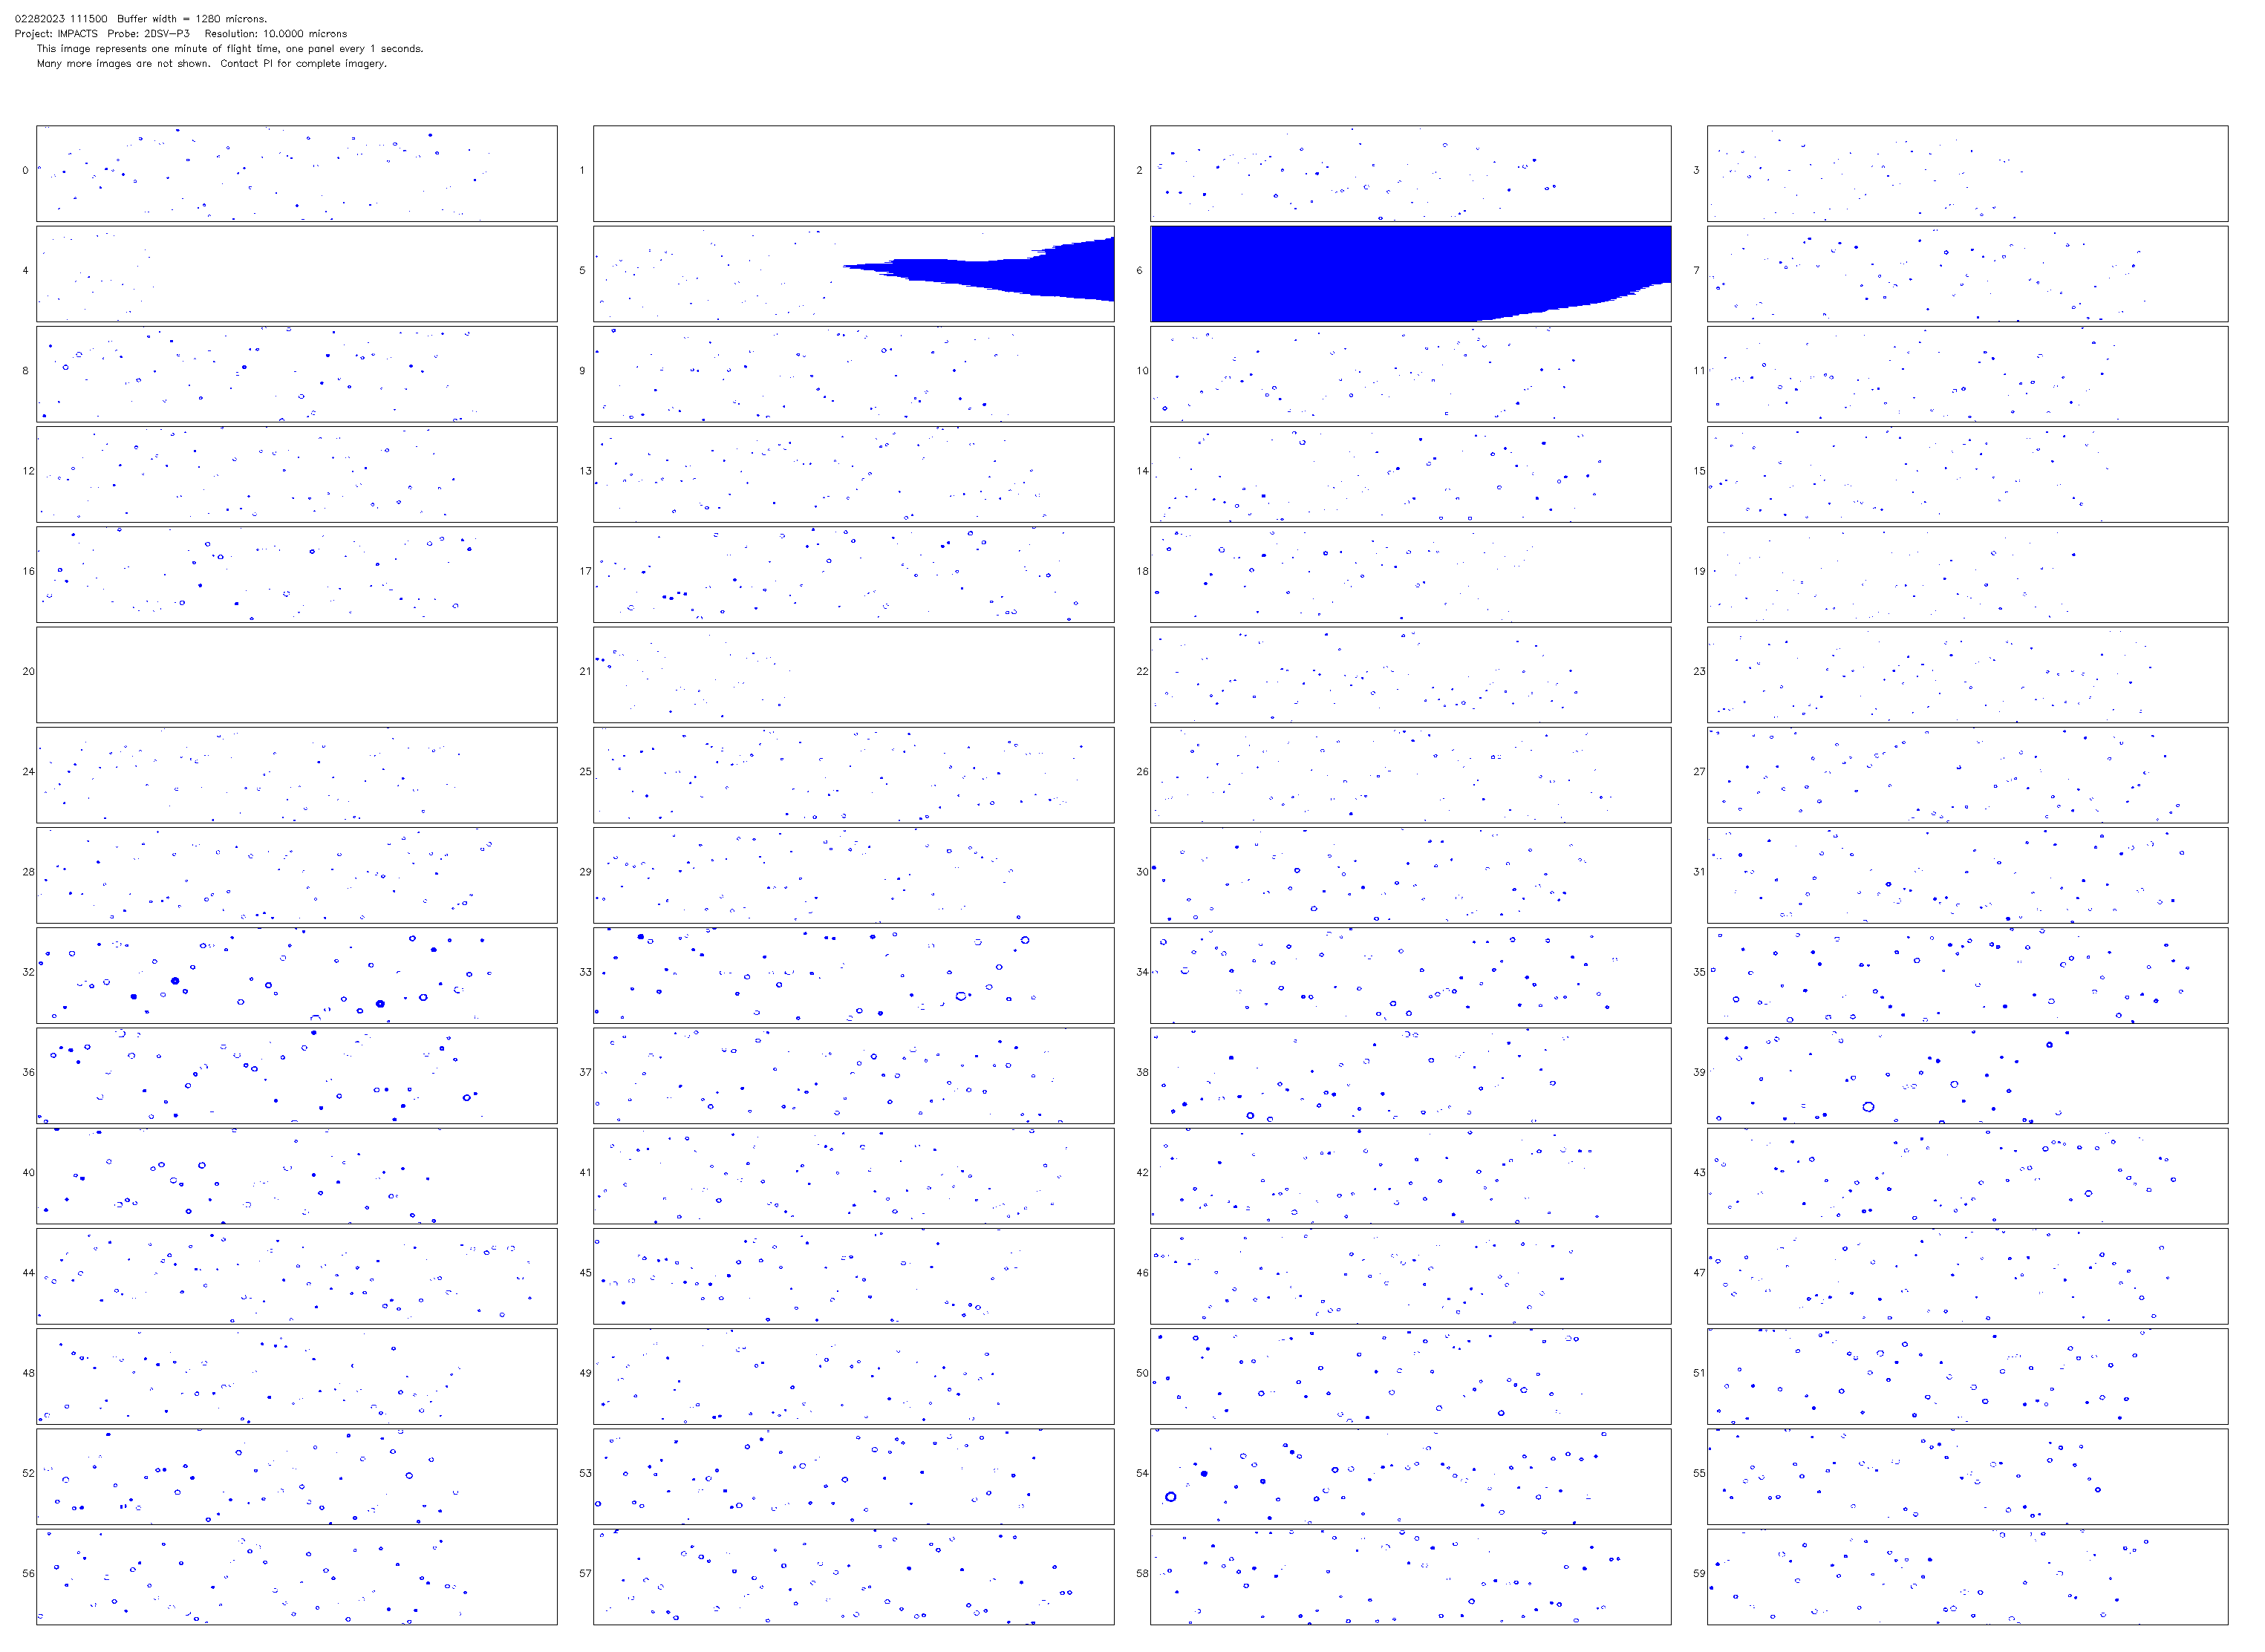 02282023 111500  Buffer width = 1280 microns.
Project: IMPACTS  Probe: 2DSV-P3  Resolution: 10.0000 microns
This image represents one minute of flight time, one panel every 1 seconds.
Many more images are not shown.  Contact PI for complete imagery.
0 1 2 3
4 5 6 7
8 9 10 11
12 13 14 15
16 17 18 19
20 21 22 23
24 25 26 27
28 29 30 31
32 33 34 35
36 37 38 39
40 41 42 43
44 45 46 47
48 49 50 51
52 53 54 55
56 57 58 59